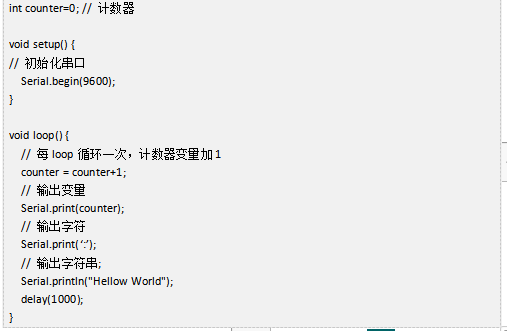 int counter=0; // 计数器
void setup() {
// 初始化串口
Serial.begin(9600);
}
void loop() {
// 每 loop 循环一次，计数器变量加 1
counter = counter+1;
// 输出变量
Serial.print(counter);
// 输出字符
Serial.print(‘:’);
// 输出字符串;
Serial.println("Hellow World");
delay(1000);
}